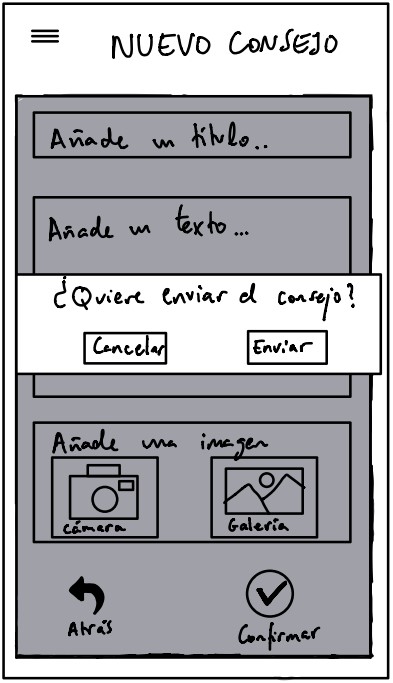 NUEVO CONSEJO
Añade un título..
Añade un texto...
¿Quiere enviar el consejo?
Cancelar Enviar
Añade una imagen
Cámara Galería
Atrás Confirmar